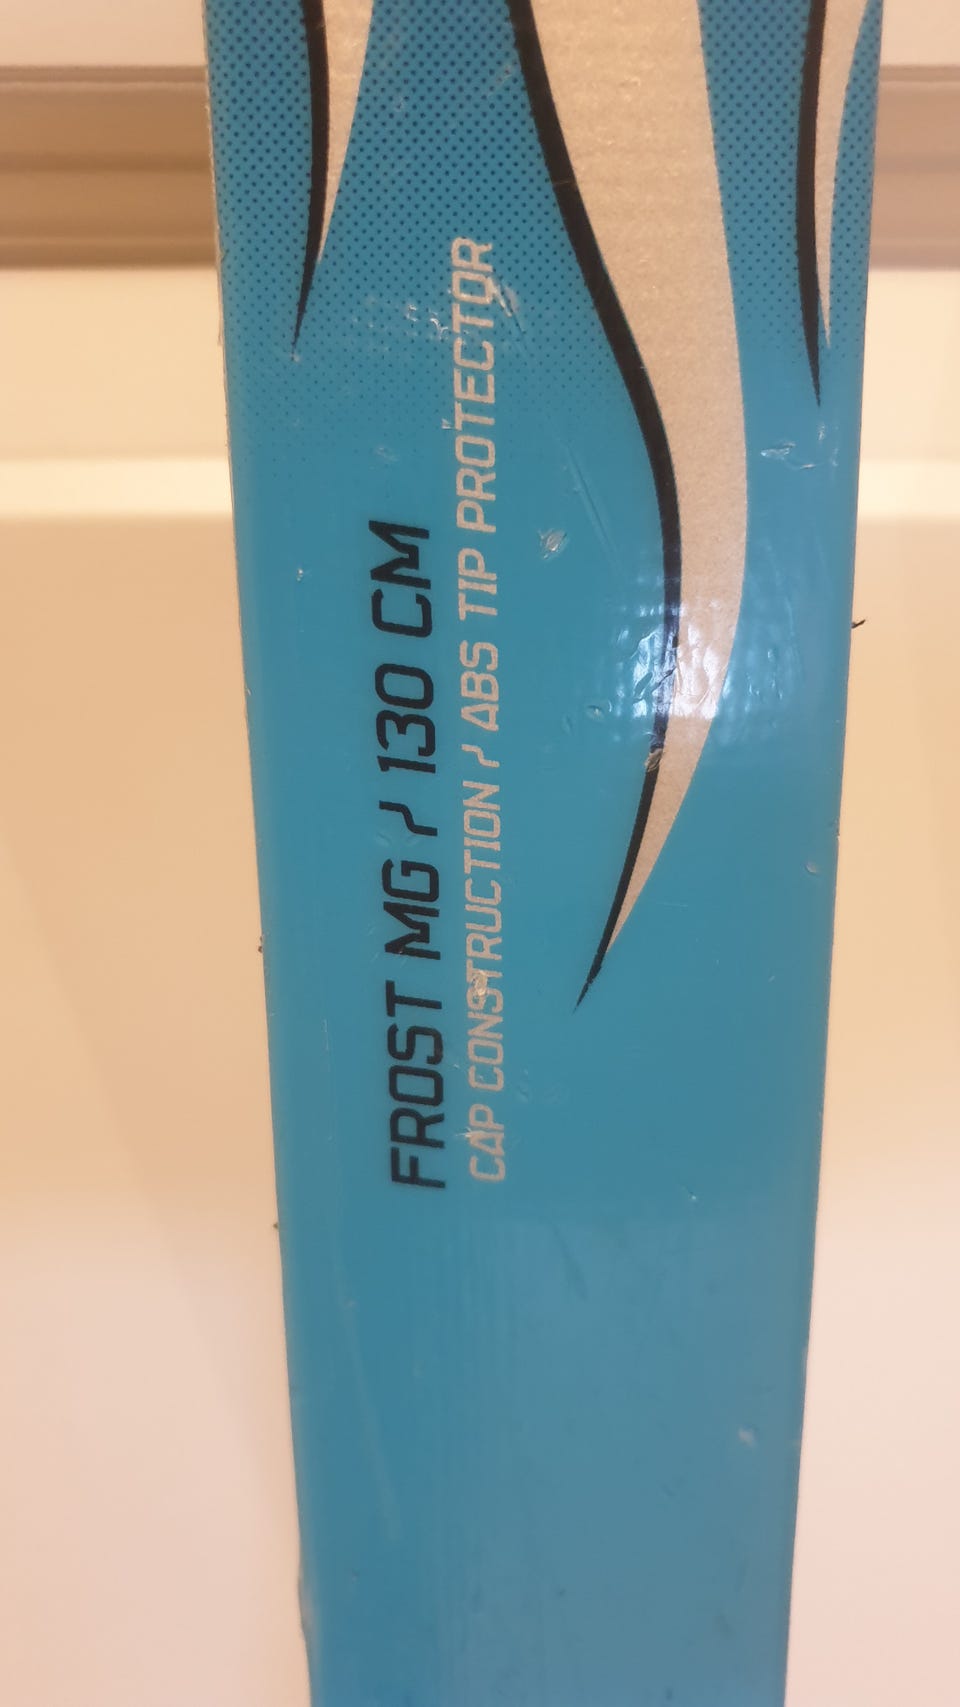 FROST MG / 130 CM
CAP CONSTRUCTION / ABS TIP PROTECTOR